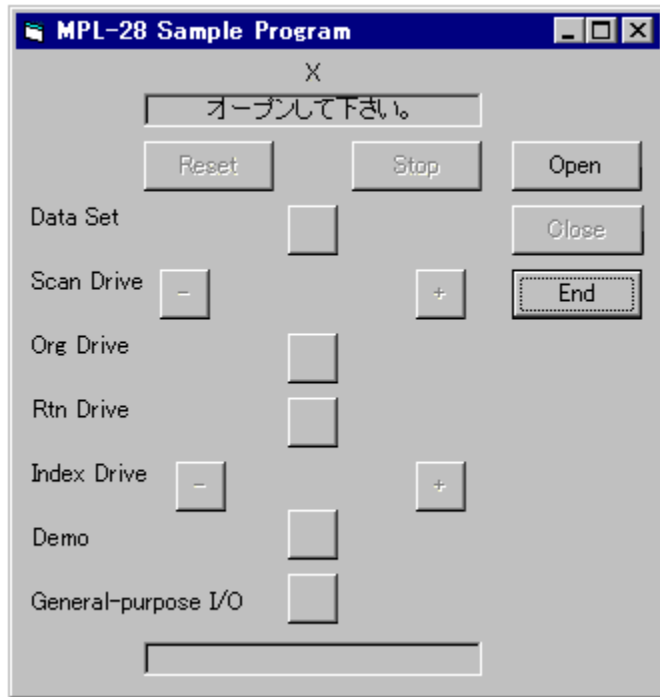 MPL-28 Sample Program
X
オープンして下さい。
Reset Stop Open
Data Set
Close
Scan Drive - + End
Org Drive
Rtn Drive
Index Drive - +
Demo
General-purpose I/O